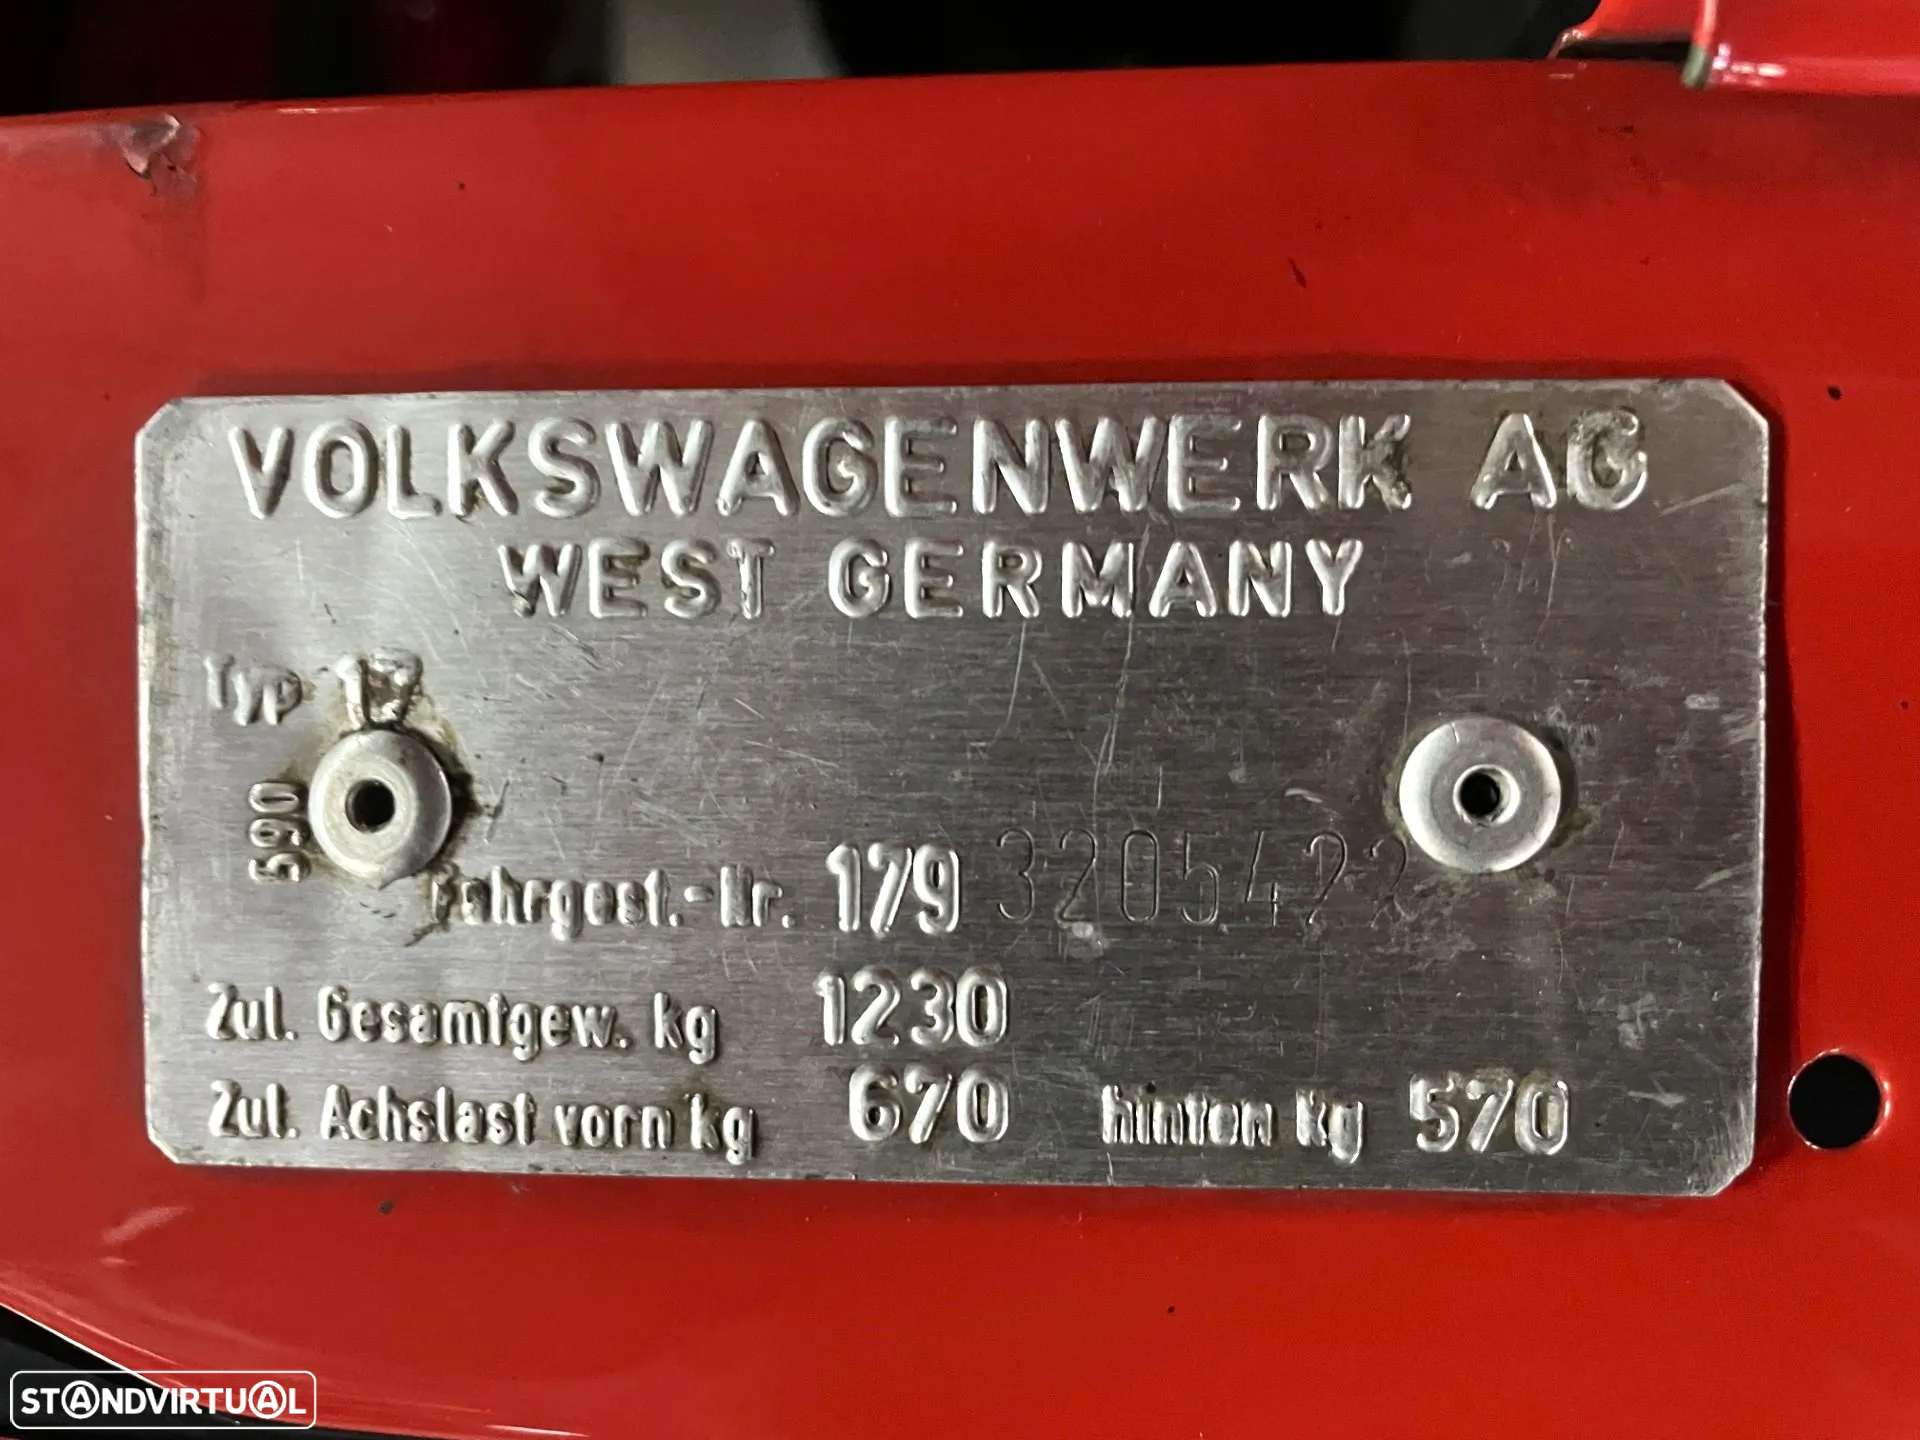 VOLKSWAGENWERK AG
WEST GERMANY
Typ 17
590
Fahrgest.-Nr. 179 3205422
Zul. Gesamtgew. kg 1230
Zul. Achslast vorn kg 670 hinten kg 570
STANDVIRTUAL